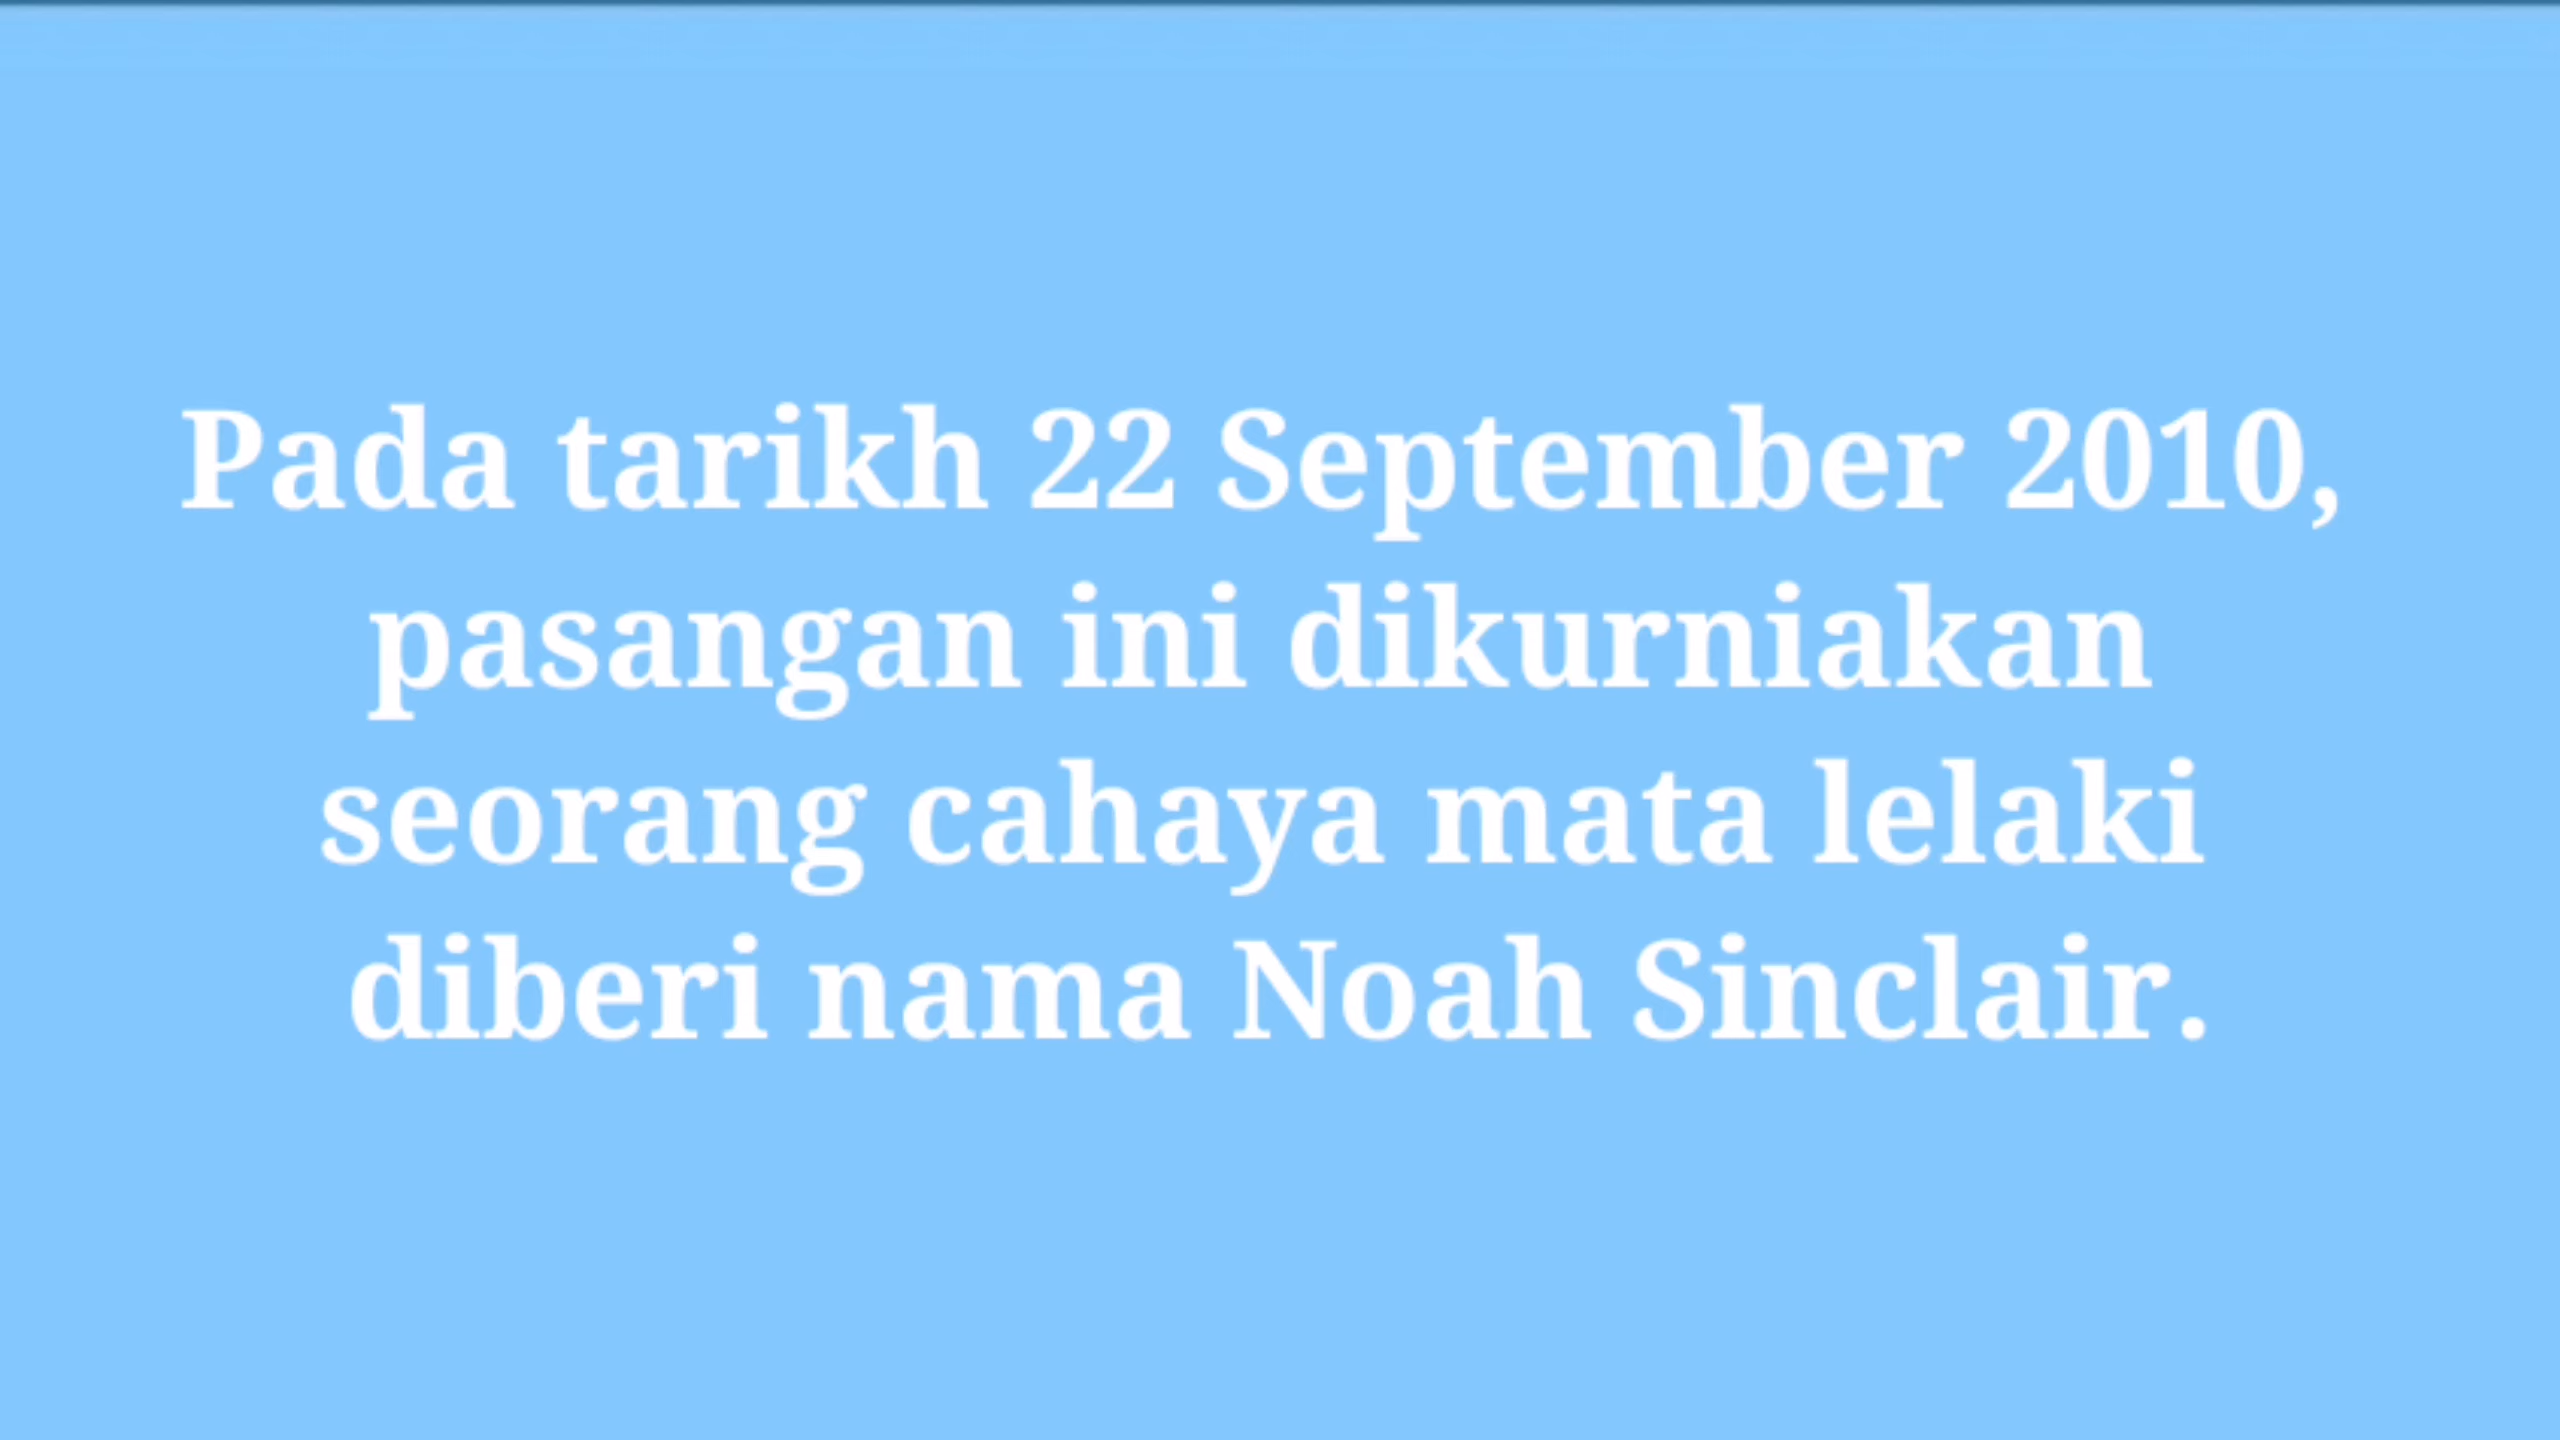 Pada tarikh 22 September 2010,
pasangan ini dikurniakan
seorang cahaya mata lelaki
diberi nama Noah Sinclair.